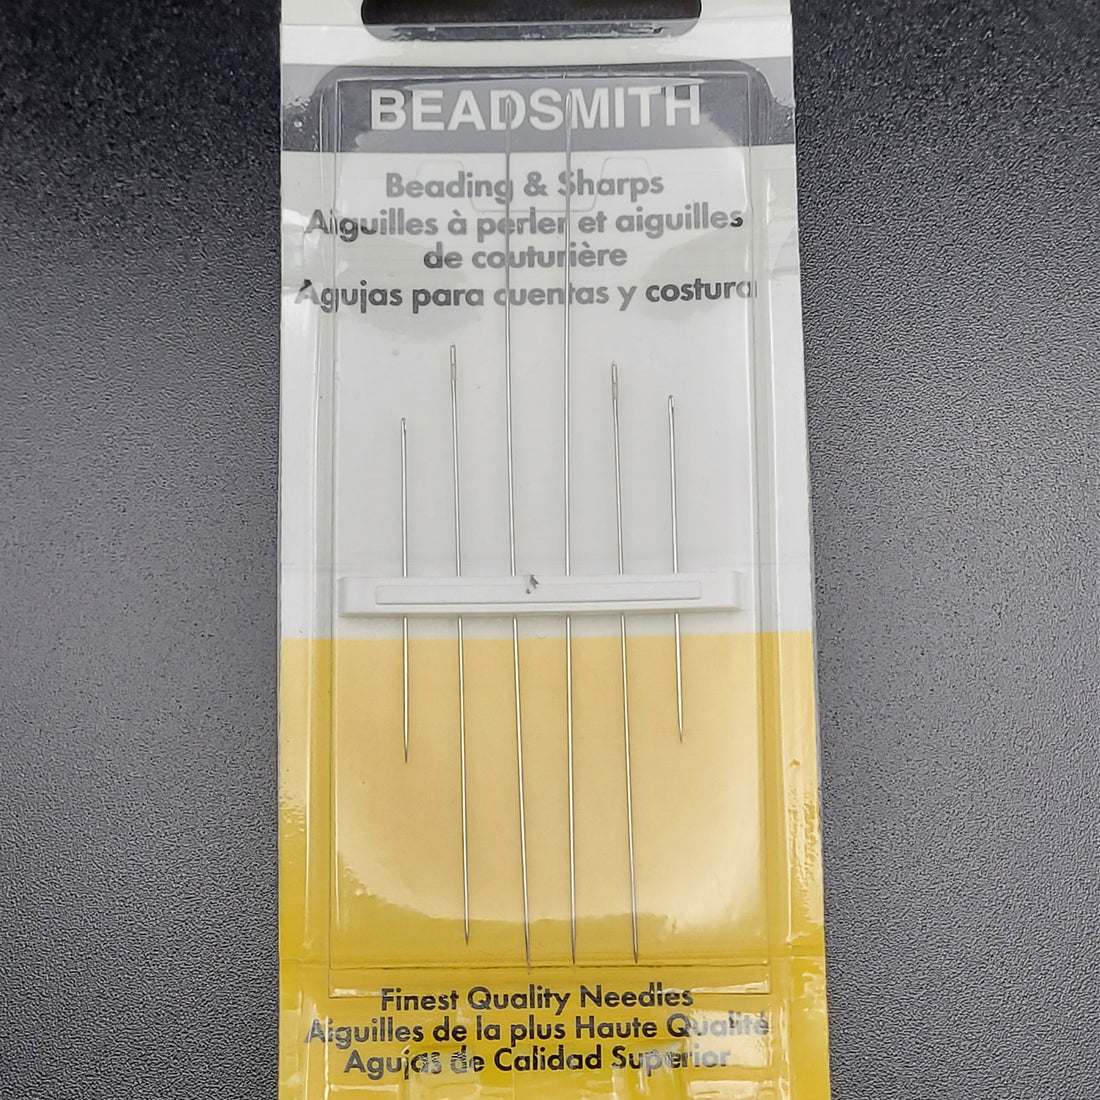 BEADSMITH
Beading & Sharps
Aiguilles à perler et aiguilles
de couturière
Agujas para cuentas y costura
Finest Quality Needles
Aiguilles de la plus Haute Qualité
Agujas de Calidad Superior